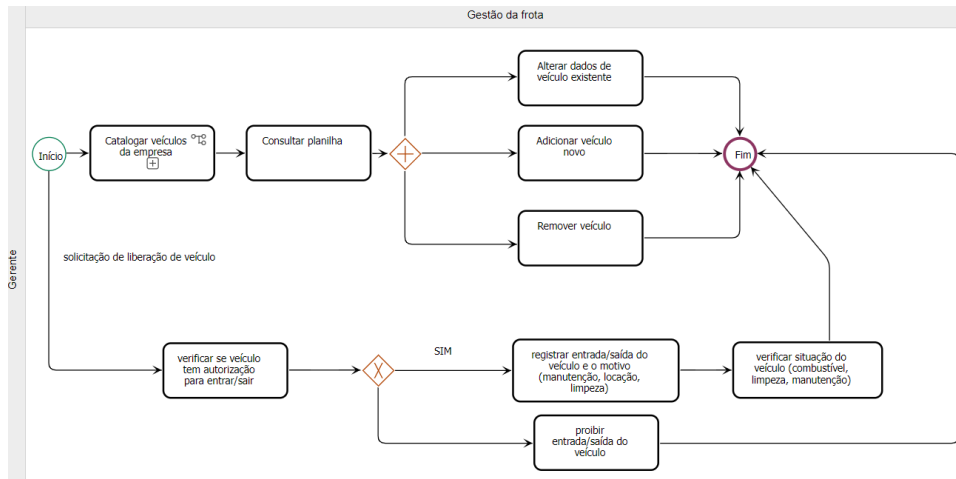 Gestão da frota
Gerente
Início
Catalogar veículos
da empresa
Consultar planilha
Alterar dados de
veículo existente
Adicionar veículo
novo
Remover veículo
Fim
solicitação de liberação de veículo
verificar se veículo
tem autorização
para entrar/sair
SIM
registrar entrada/saída do
veículo e o motivo
(manutenção, locação,
limpeza)
verificar situação do
veículo (combustível,
limpeza, manutenção)
proibir
entrada/saída do
veículo